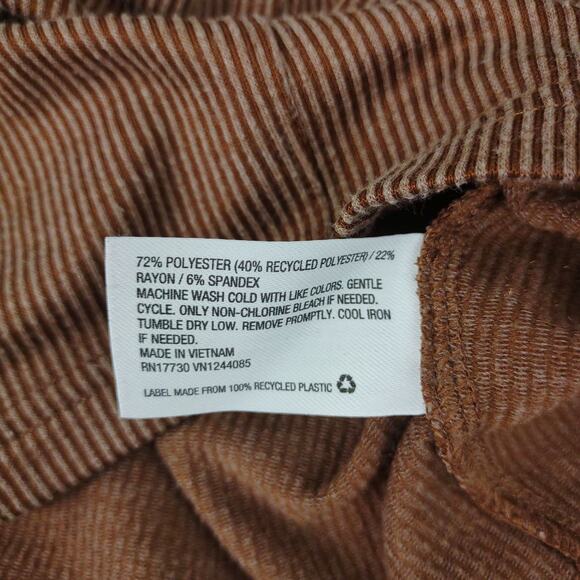 72% POLYESTER (40% RECYCLED POLYESTER) / 22%
RAYON / 6% SPANDEX
MACHINE WASH COLD WITH LIKE COLORS. GENTLE
CYCLE. ONLY NON-CHLORINE BLEACH IF NEEDED.
TUMBLE DRY LOW. REMOVE PROMPTLY. COOL IRON
IF NEEDED.
MADE IN VIETNAM
RN17730 VN1244085
LABEL MADE FROM 100% RECYCLED PLASTIC